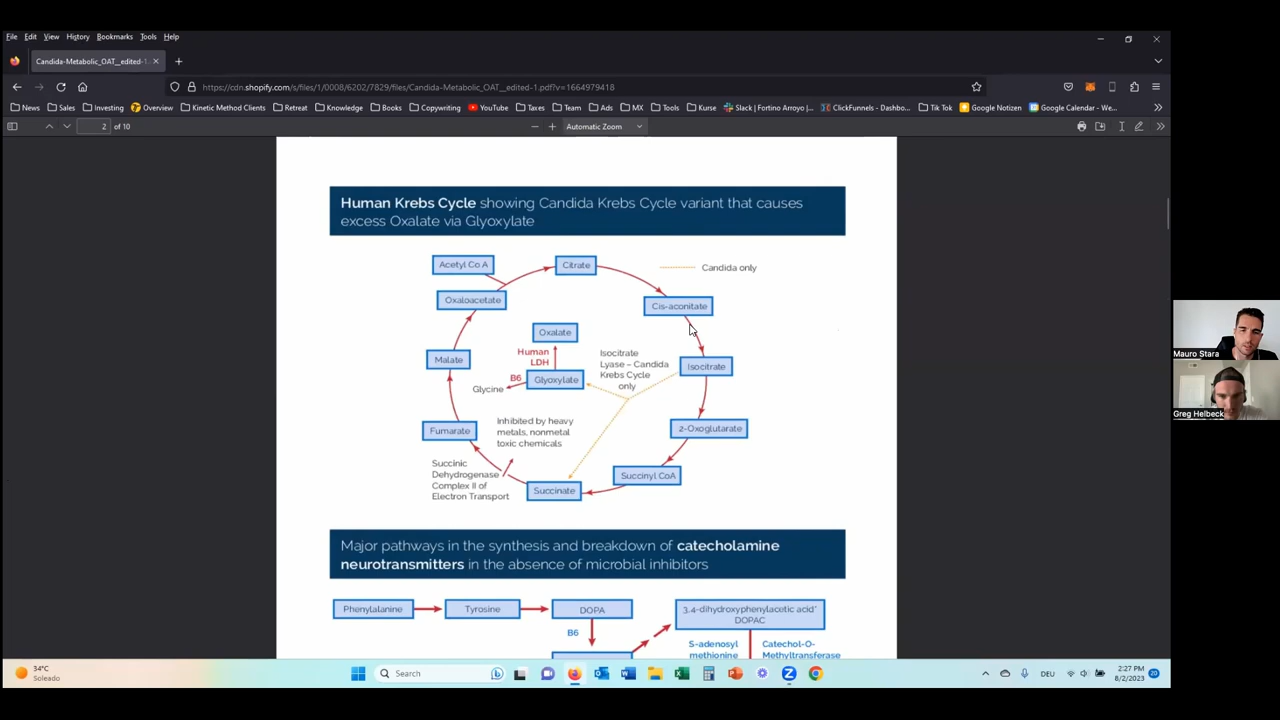 File Edit View History Bookmarks Tools Help
Candida-Metabolic_OAT__edited-1.
https://cdn.shopify.com/s/files/1/0008/6202/7829/files/Candida-Metabolic_OAT__edited-1.pdf?v=1664979418
News Sales Investing Overview Kinetic Method Clients Retreat Knowledge Books Copywriting YouTube Taxes Team Ads MX Tools Kurse Slack | Fortino Arroyo |... ClickFunnels - Dashbo... Tik Tok Google Notizen Google Calendar - We...
2 of 10 Automatic Zoom
Human Krebs Cycle showing Candida Krebs Cycle variant that causes
excess Oxalate via Glyoxylate
Acetyl Co A
Citrate
Candida only
Oxaloacetate
Cis-aconitate
Oxalate
Human
LDH
Isocitrate
Lyase – Candida
Krebs Cycle
only
Malate
Isocitrate
B6
Glyoxylate
Glycine
Inhibited by heavy
metals, nonmetal
toxic chemicals
Fumarate
2-Oxoglutarate
Succinic
Dehydrogenase
Complex II of
Electron Transport
Succinyl CoA
Succinate
Major pathways in the synthesis and breakdown of catecholamine
neurotransmitters in the absence of microbial inhibitors
Phenylalanine
Tyrosine
DOPA
3,4-dihydroxyphenylacetic acid*
DOPAC
B6
S-adenosyl
methionine
Catechol-O-
Methyltransferase
Mauro Stara
Greg Helbeck
34°C
Soleado
Search
DEU
2:27 PM
8/2/2023
20